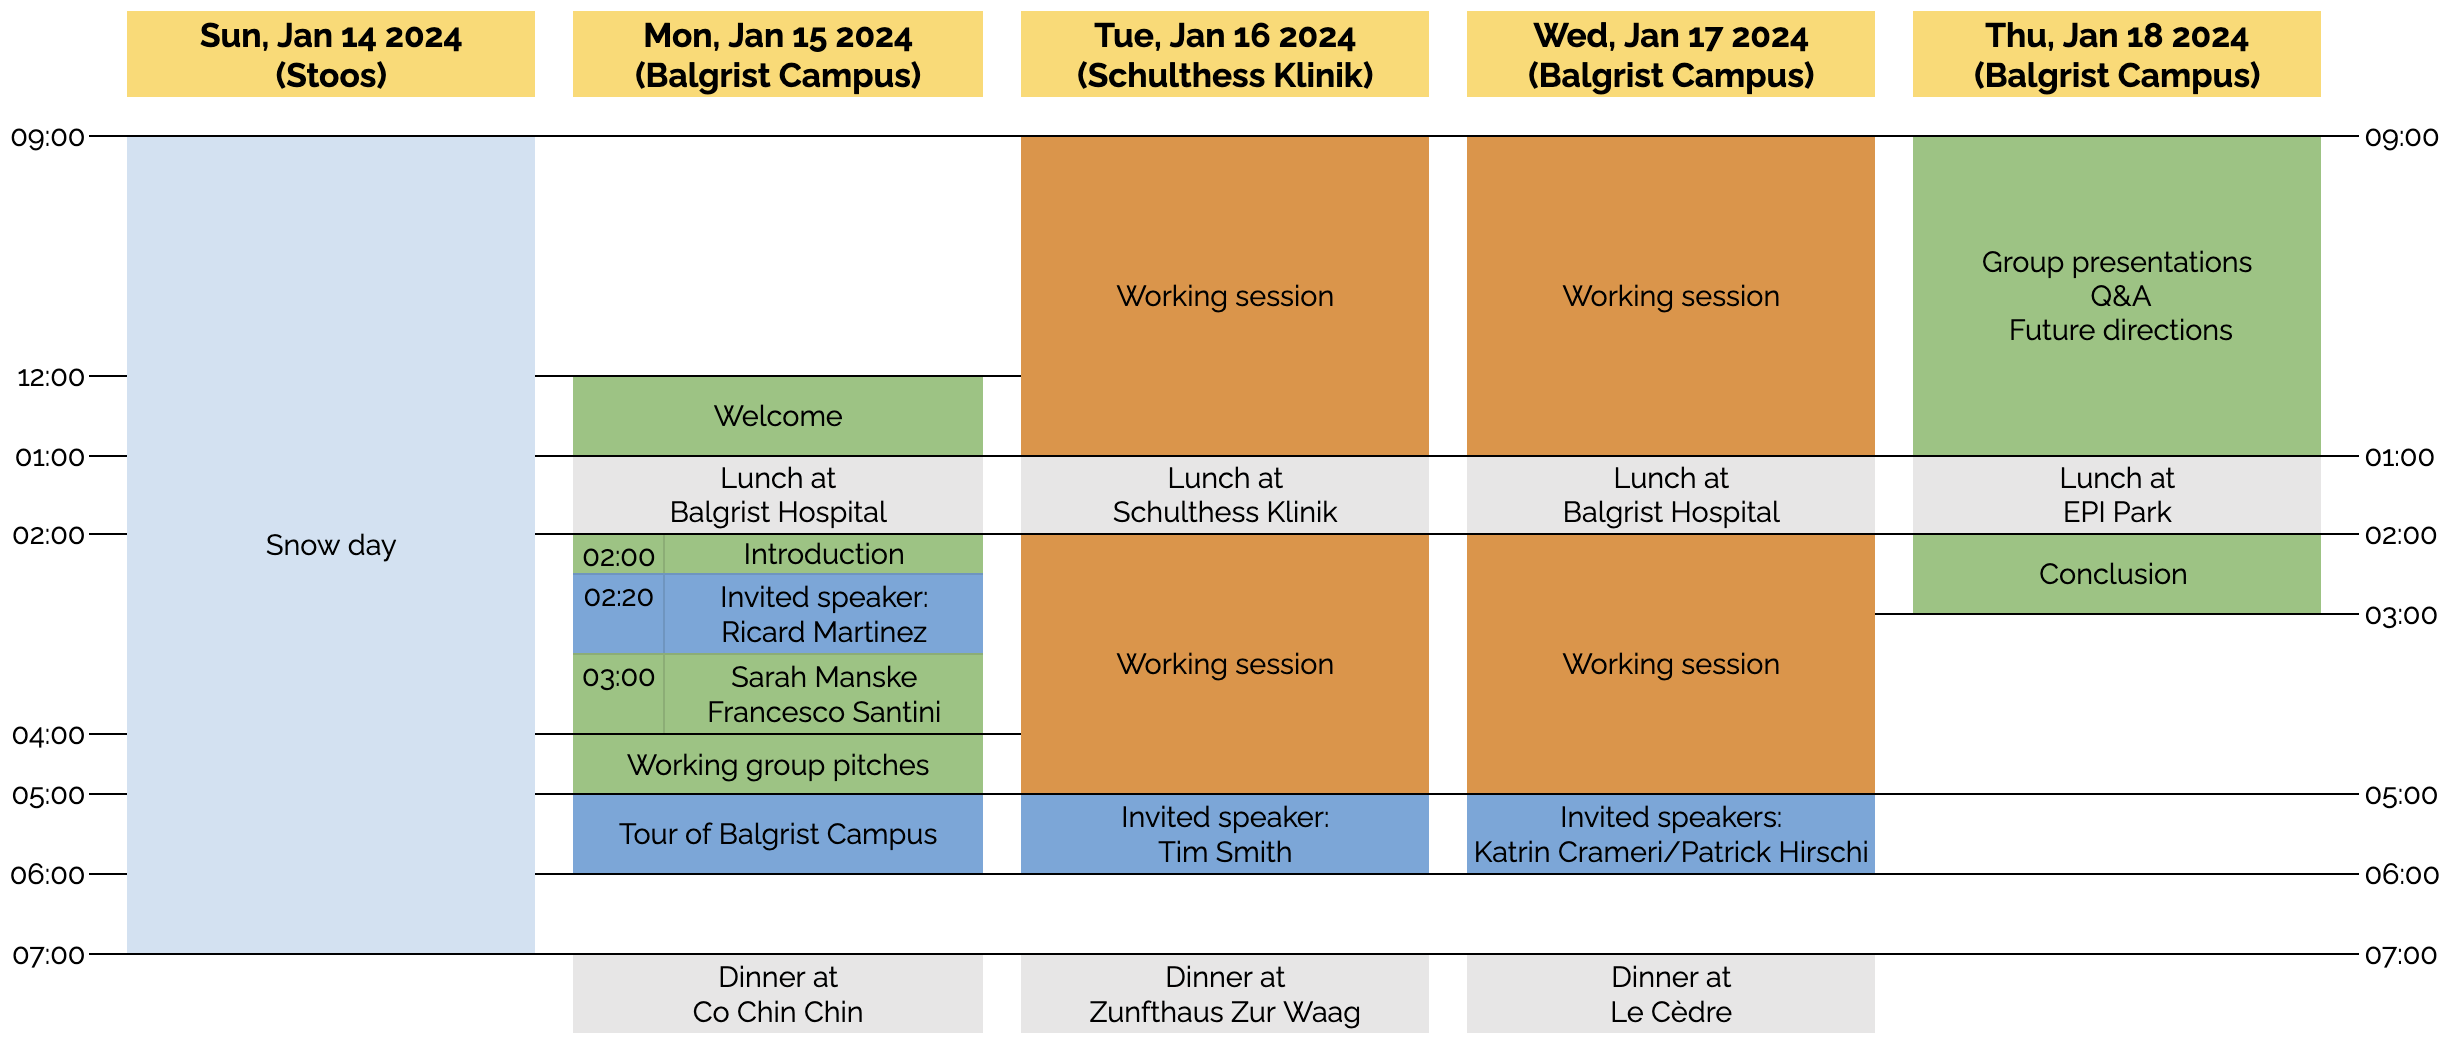 Sun, Jan 14 2024
(Stoos)
Mon, Jan 15 2024
(Balgrist Campus)
Tue, Jan 16 2024
(Schulthess Klinik)
Wed, Jan 17 2024
(Balgrist Campus)
Thu, Jan 18 2024
(Balgrist Campus)
09:00
12:00
01:00
02:00
04:00
05:00
06:00
07:00
Snow day
Welcome
Lunch at
Balgrist Hospital
02:00 Introduction
02:20 Invited speaker:
Ricard Martinez
03:00 Sarah Manske
Francesco Santini
Working group pitches
Tour of Balgrist Campus
Dinner at
Co Chin Chin
Working session
Lunch at
Schulthess Klinik
Working session
Invited speaker:
Tim Smith
Dinner at
Zunfthaus Zur Waag
Working session
Lunch at
Balgrist Hospital
Working session
Invited speakers:
Katrin Crameri/Patrick Hirschi
Dinner at
Le Cèdre
Group presentations
Q&A
Future directions
Lunch at
EPI Park
Conclusion
09:00
01:00
02:00
03:00
05:00
06:00
07:00